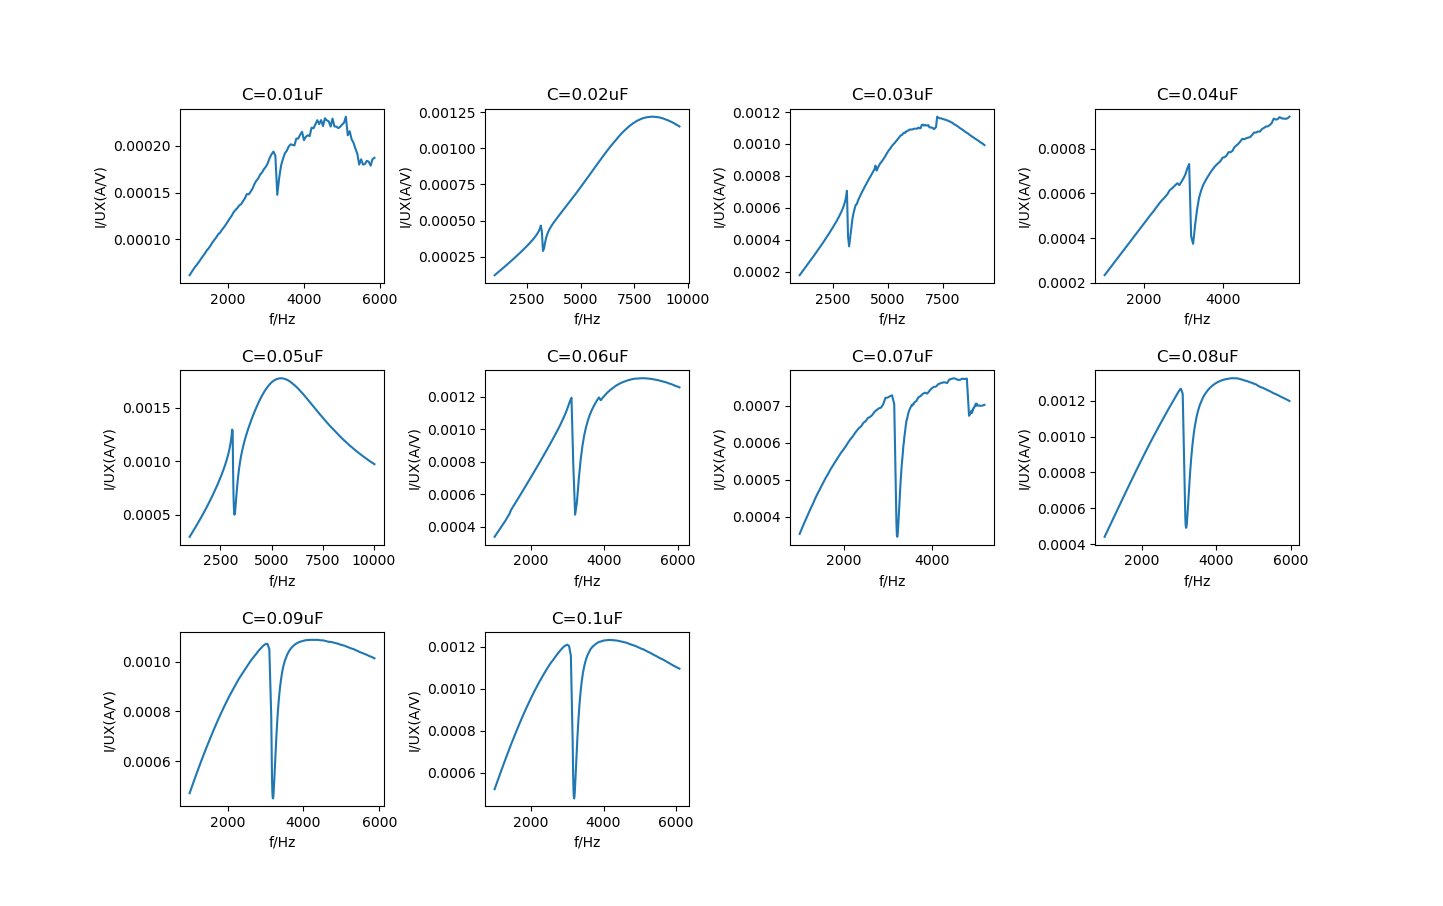 C=0.01uF
I/UX(A/V)
0.00020
0.00015
0.00010
2000 4000 6000
f/Hz
C=0.02uF
I/UX(A/V)
0.00125
0.00100
0.00075
0.00050
0.00025
2500 5000 7500 10000
f/Hz
C=0.03uF
I/UX(A/V)
0.0012
0.0010
0.0008
0.0006
0.0004
0.0002
2500 5000 7500
f/Hz
C=0.04uF
I/UX(A/V)
0.0008
0.0006
0.0004
0.0002
2000 4000
f/Hz
C=0.05uF
I/UX(A/V)
0.0015
0.0010
0.0005
2500 5000 7500 10000
f/Hz
C=0.06uF
I/UX(A/V)
0.0012
0.0010
0.0008
0.0006
0.0004
2000 4000 6000
f/Hz
C=0.07uF
I/UX(A/V)
0.0007
0.0006
0.0005
0.0004
2000 4000
f/Hz
C=0.08uF
I/UX(A/V)
0.0012
0.0010
0.0008
0.0006
0.0004
2000 4000 6000
f/Hz
C=0.09uF
I/UX(A/V)
0.0010
0.0008
0.0006
2000 4000 6000
f/Hz
C=0.1uF
I/UX(A/V)
0.0012
0.0010
0.0008
0.0006
2000 4000 6000
f/Hz